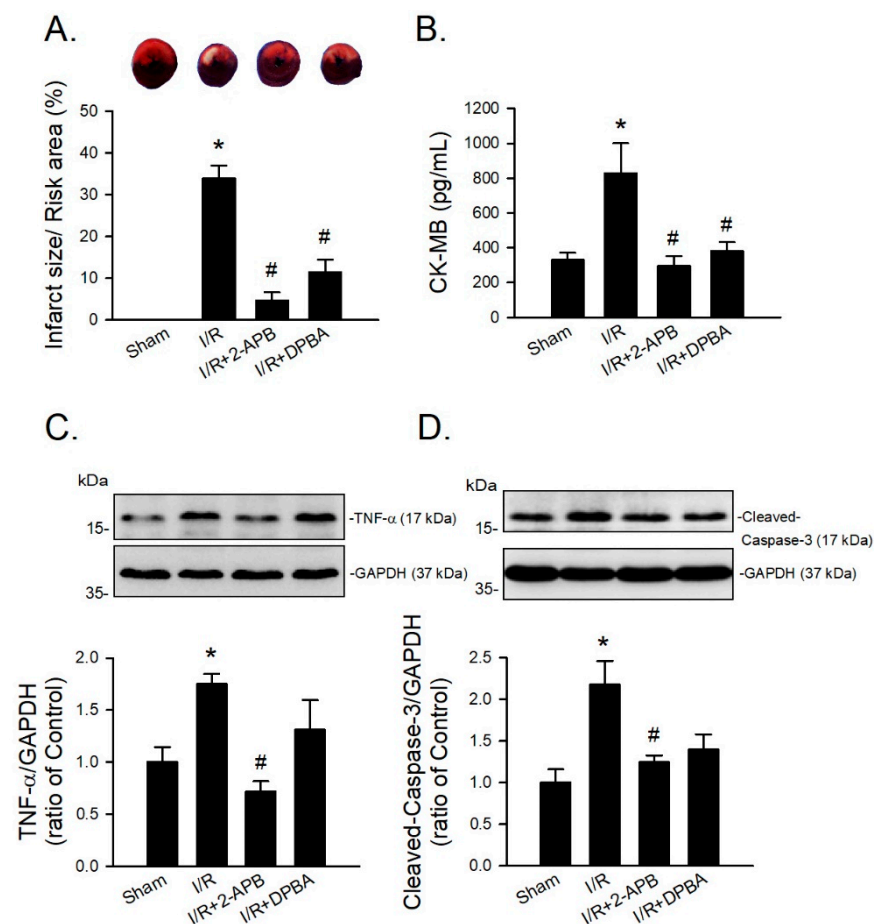 A.
Infarct size/ Risk area (%)
50
40
30
20
10
0
*
#
#
Sham
I/R
I/R+2-APB
I/R+DPBA
B.
CK-MB (pg/mL)
1200
1000
800
600
400
200
0
*
#
#
Sham
I/R
I/R+2-APB
I/R+DPBA
C.
kDa
15-
-TNF-α (17 kDa)
35-
-GAPDH (37 kDa)
TNF-α/GAPDH
(ratio of Control)
2.0
1.5
1.0
0.5
0.0
*
#
Sham
I/R
I/R+2-APB
I/R+DPBA
D.
kDa
15-
-Cleaved-
Caspase-3 (17 kDa)
35-
-GAPDH (37 kDa)
Cleaved-Caspase-3/GAPDH
(ratio of Control)
2.5
2.0
1.5
1.0
0.5
0.0
*
#
Sham
I/R
I/R+2-APB
I/R+DPBA